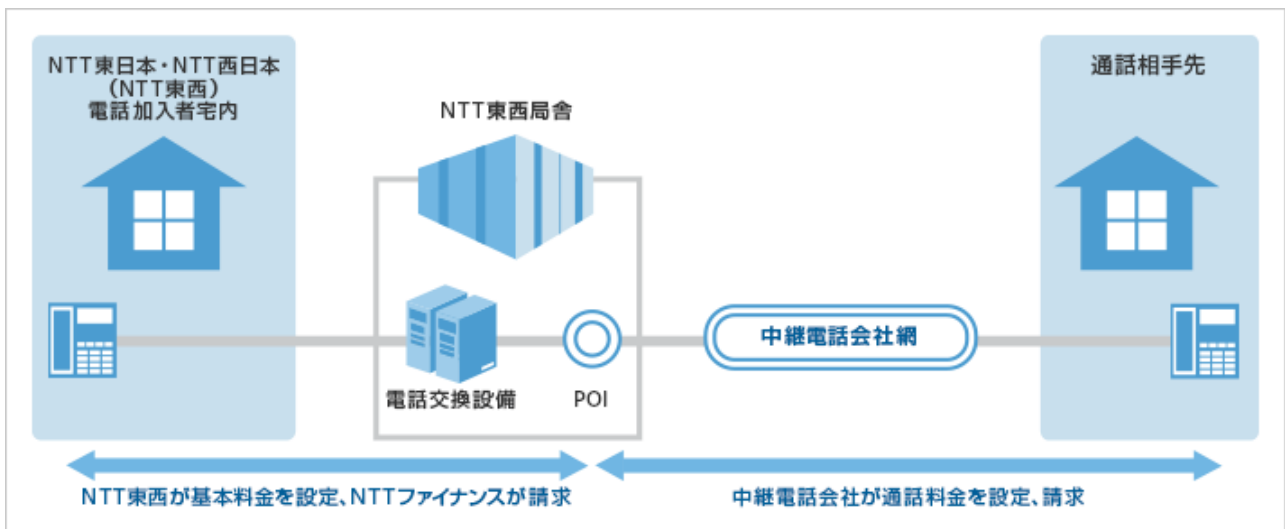 NTT東日本・NTT西日本
(NTT東西)
電話加入者宅内
NTT東西局舎
通話相手先
電話交換設備
POI
中継電話会社網
NTT東西が基本料金を設定、NTTファイナンスが請求
中継電話会社が通話料金を設定、請求